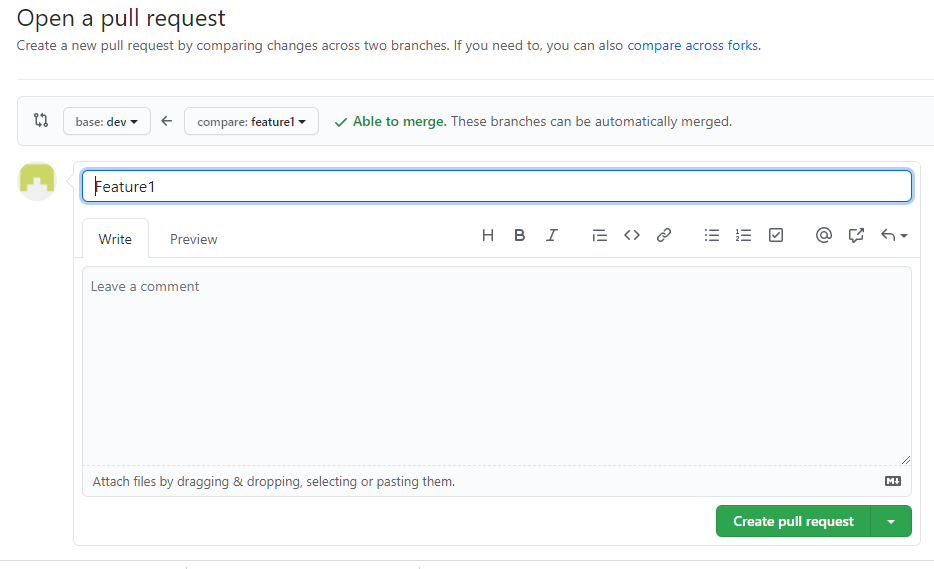 Open a pull request
Create a new pull request by comparing changes across two branches. If you need to, you can also compare across forks.
base: dev compare: feature1 Able to merge. These branches can be automatically merged.
Feature1
Write Preview H B I
Leave a comment
Attach files by dragging & dropping, selecting or pasting them.
Create pull request